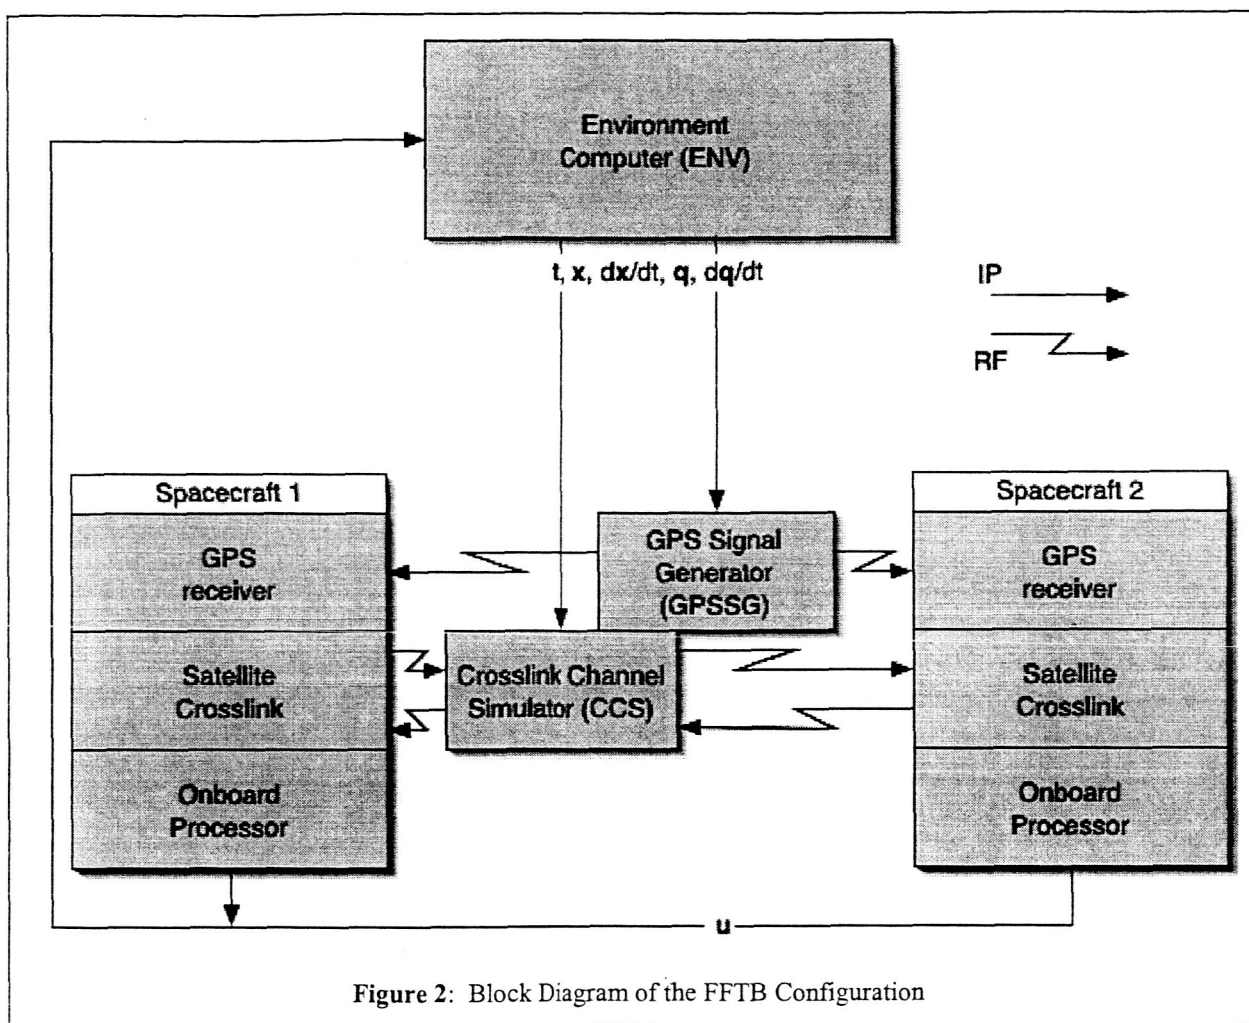 Environment
Computer (ENV)
t, x, dx/dt, q, dq/dt
IP
RF
Spacecraft 1
GPS
receiver
Satellite
Crosslink
Onboard
Processor
GPS Signal
Generator
(GPSSG)
Crosslink Channel
Simulator (CCS)
Spacecraft 2
GPS
receiver
Satellite
Crosslink
Onboard
Processor
u
Figure 2: Block Diagram of the FFTB Configuration